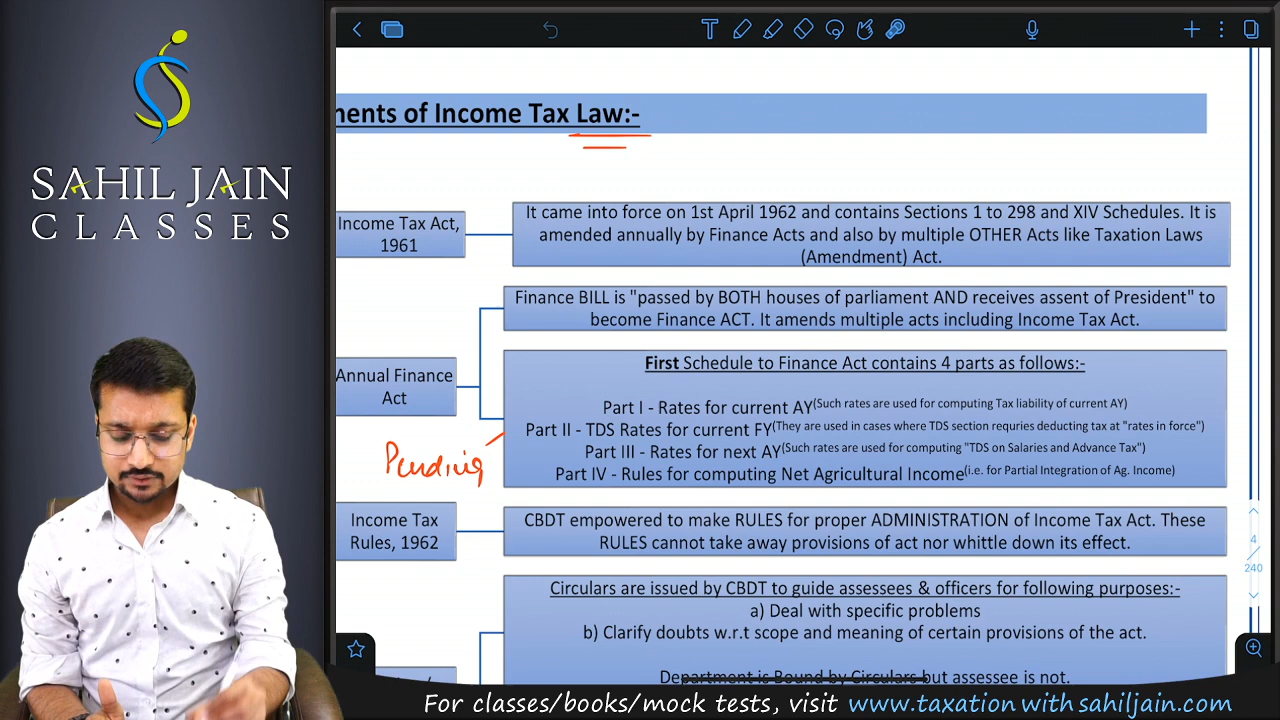 SAHIL JAIN
CLASSES
ments of Income Tax Law:-
Income Tax Act,
1961
It came into force on 1st April 1962 and contains Sections 1 to 298 and XIV Schedules. It is
amended annually by Finance Acts and also by multiple OTHER Acts like Taxation Laws
(Amendment) Act.
Finance BILL is "passed by BOTH houses of parliament AND receives assent of President" to
become Finance ACT. It amends multiple acts including Income Tax Act.
Annual Finance
Act
First Schedule to Finance Act contains 4 parts as follows:-
Part I - Rates for current AY(Such rates are used for computing Tax liability of current AY)
Part II - TDS Rates for current FY(They are used in cases where TDS section requries deducting tax at "rates in force")
Part III - Rates for next AY(Such rates are used for computing "TDS on Salaries and Advance Tax")
Part IV - Rules for computing Net Agricultural Income(i.e. for Partial Integration of Ag. Income)
Pending
Income Tax
Rules, 1962
CBDT empowered to make RULES for proper ADMINISTRATION of Income Tax Act. These
RULES cannot take away provisions of act nor whittle down its effect.
4
240
Circulars are issued by CBDT to guide assessees & officers for following purposes:-
a) Deal with specific problems
b) Clarify doubts w.r.t scope and meaning of certain provisions of the act.
Department is Bound by Circulars but assessee is not.
For classes/books/mock tests, visit www.taxationwithsahiljain.com